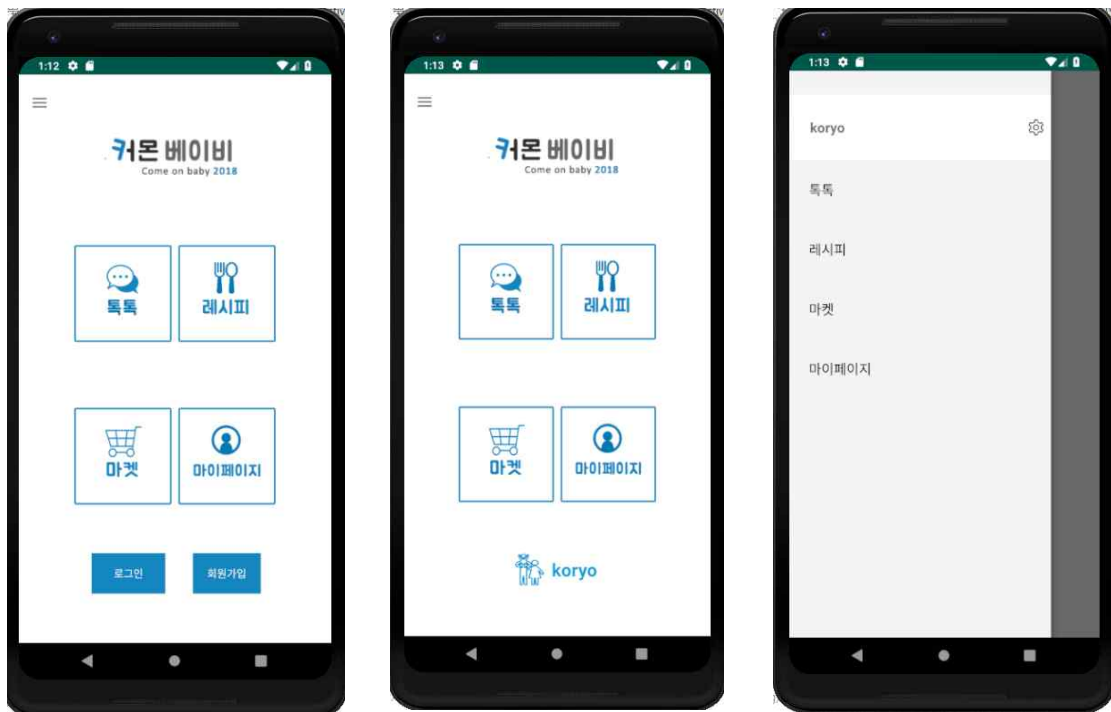 1:12
커몬 베이비
Come on baby 2018
톡톡
레시피
마켓
마이페이지
로그인
회원가입
1:13
커몬 베이비
Come on baby 2018
톡톡
레시피
마켓
마이페이지
koryo
1:13
koryo
톡톡
레시피
마켓
마이페이지